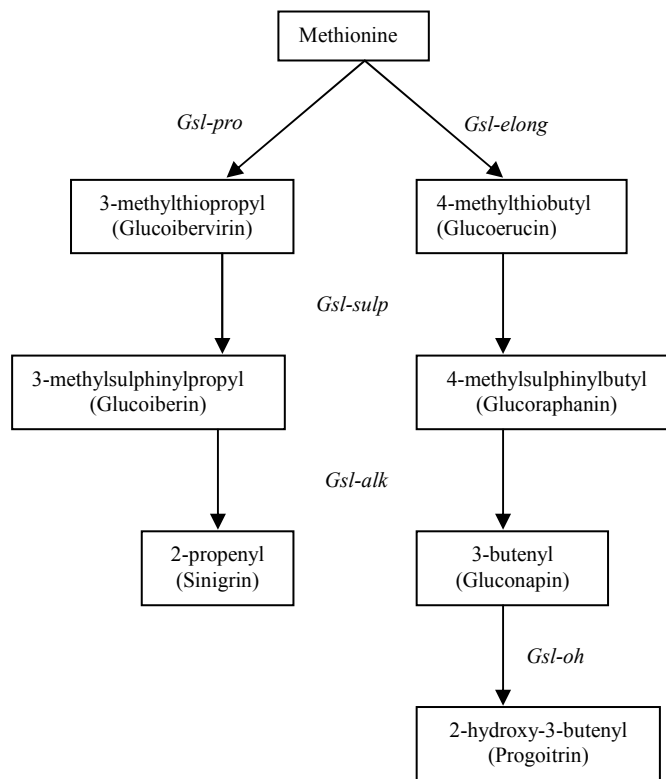 Methionine
Gsl-pro
Gsl-elong
3-methylthiopropyl
(Glucoibervirin)
4-methylthiobutyl
(Glucoerucin)
Gsl-sulp
3-methylsulphinylpropyl
(Glucoiberin)
4-methylsulphinylbutyl
(Glucoraphanin)
Gsl-alk
2-propenyl
(Sinigrin)
3-butenyl
(Gluconapin)
Gsl-oh
2-hydroxy-3-butenyl
(Progoitrin)